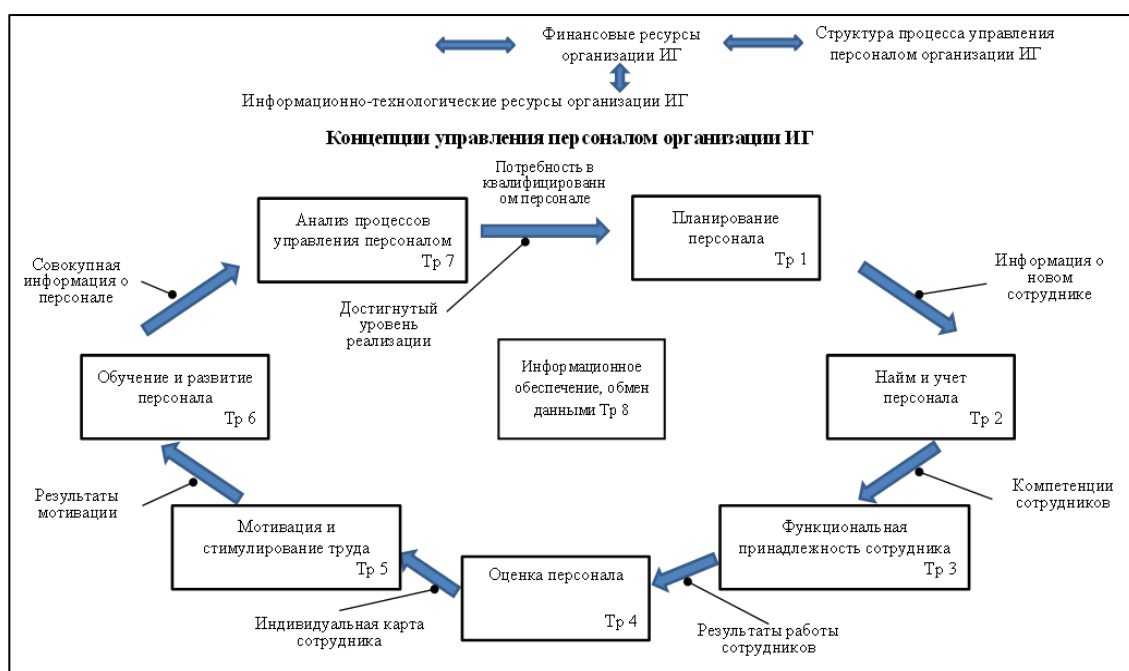 Финансовые ресурсы
организации ИГ
Структура процесса управления
персоналом организации ИГ
Информационно-технологические ресурсы организации ИГ
Концепции управления персоналом организации ИГ
Потребность в
квалифицированн
ом персонале
Анализ процессов
управления персоналом
Тр 7
Планирование
персонала
Тр 1
Совокупная
информация о
персонале
Достигнутый
уровень
реализации
Информация о
новом
сотруднике
Обучение и развитие
персонала
Тр 6
Информационное
обеспечение, обмен
данными Тр 8
Найм и учет
персонала
Тр 2
Результаты
мотивации
Компетенции
сотрудников
Мотивация и
стимулирование труда
Тр 5
Оценка персонала
Тр 4
Функциональная
принадлежность сотрудника
Тр 3
Индивидуальная карта
сотрудника
Результаты работы
сотрудников